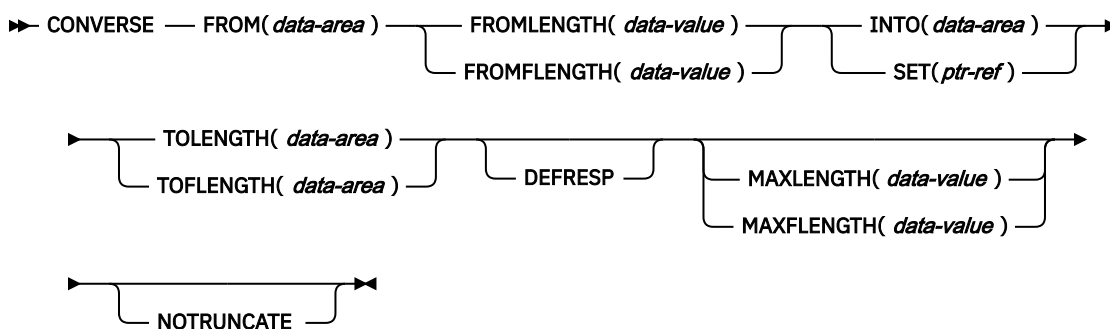 CONVERSE FROM( data-area ) FROMLENGTH( data-value ) INTO( data-area )
FROMFLENGTH( data-value ) SET( ptr-ref )
TOLENGTH( data-area )
TOFLENGTH( data-area ) DEFRESP MAXLENGTH( data-value )
MAXFLENGTH( data-value )
NOTRUNCATE